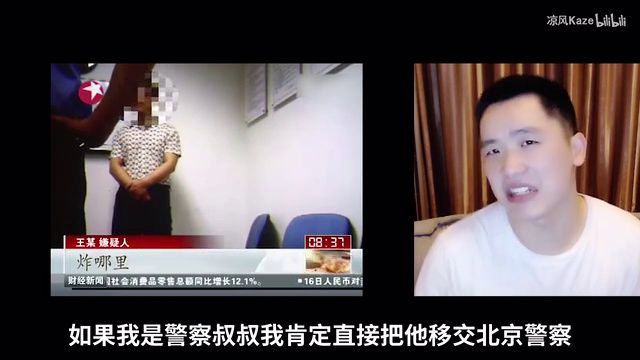 凉风Kaze bilibili
王某 嫌疑人
08:37
炸哪里
财经新闻
社会消费品零售总额同比增长12.1%。
16日人民币对
如果我是警察叔叔我肯定直接把他移交北京警察